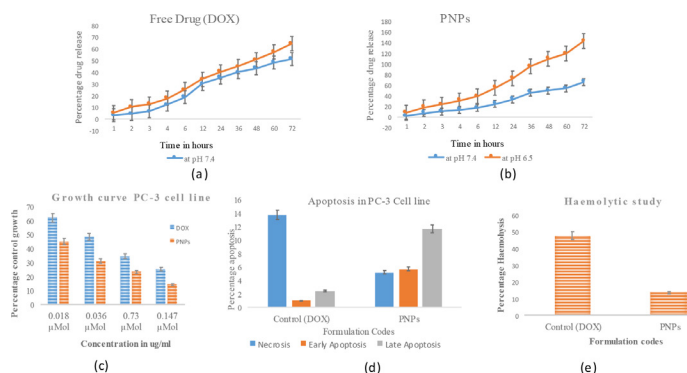 Free Drug (DOX)
Percentage drug release
80
70
60
50
40
30
20
10
0
-10
1 2 3 4 6 12 24 36 48 60 72
Time in hours
at pH 7.4 at pH 6.5
(a)
PNPs
Percentage drug release
180
160
140
120
100
80
60
40
20
0
-20
1 2 3 4 6 12 24 36 48 60 72
Time in hours
at pH 7.4 at pH 6.5
(b)
Growth curve PC-3 cell line
Percentage control growth
70
60
50
40
30
20
10
0
DOX
PNPs
0.018 0.036 0.73 0.147
μMol μMol μMol μMol
Concentration in ug/ml
(c)
Apoptosis in PC-3 Cell line
Percentage apoptosis
16
14
12
10
8
6
4
2
0
Control (DOX) PNPs
Formulation Codes
Necrosis Early Apoptosis Late Apoptosis
(d)
Haemolytic study
Percentage Haemolysis
60
50
40
30
20
10
0
Control (DOX) PNPs
Formulation codes
(e)